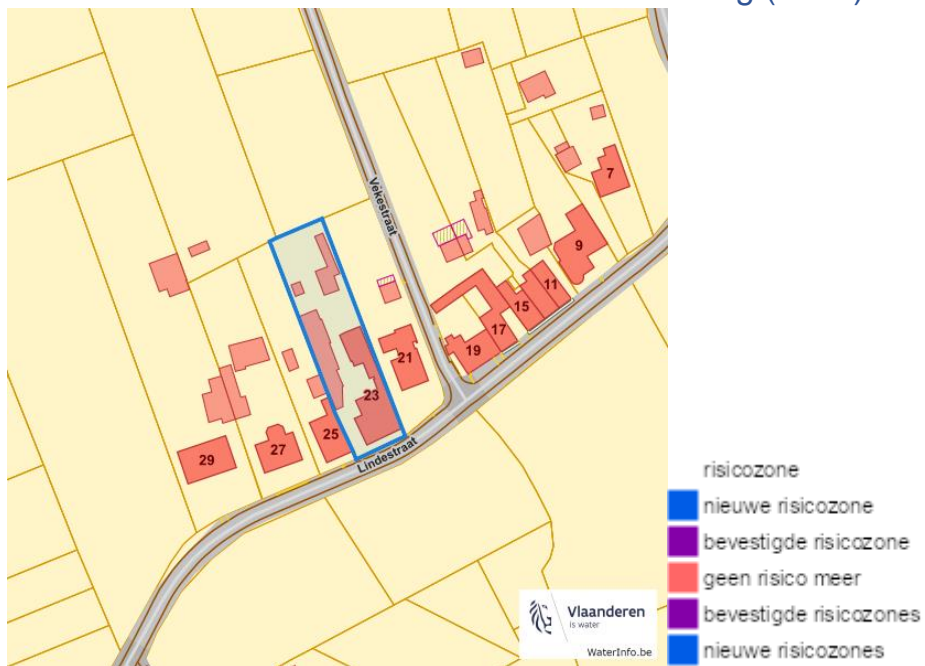 Vekestraat
7
9
11
15
17
19
21
23
25
27
29
Lindestraat
Vlaanderen
is water
WaterInfo.be
risicozone
nieuwe risicozone
bevestigde risicozone
geen risico meer
bevestigde risicozones
nieuwe risicozones